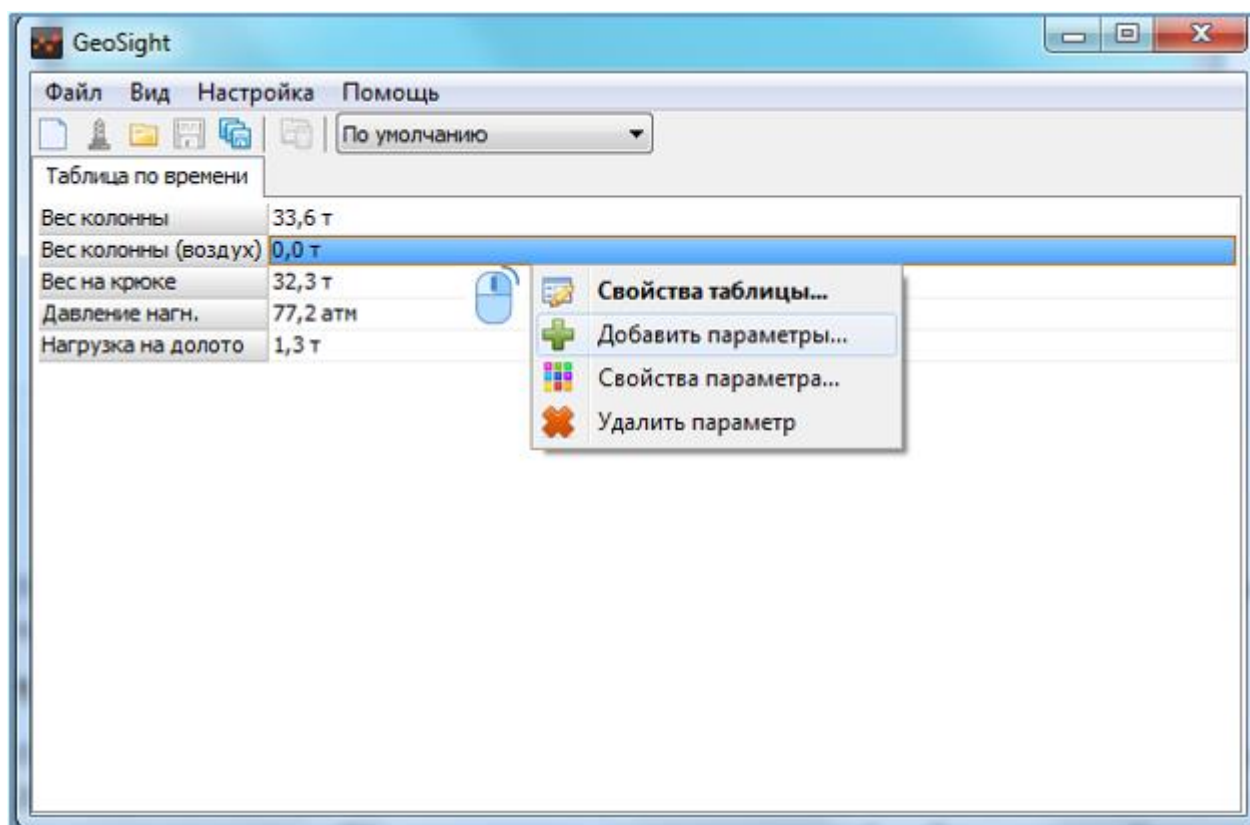 GeoSight
Файл Вид Настройка Помощь
По умолчанию
Таблица по времени
Вес колонны 33,6 т
Вес колонны (воздух) 0,0 т
Вес на крюке 32,3 т
Давление нагн. 77,2 атм
Нагрузка на долото 1,3 т
Свойства таблицы...
Добавить параметры...
Свойства параметра...
Удалить параметр